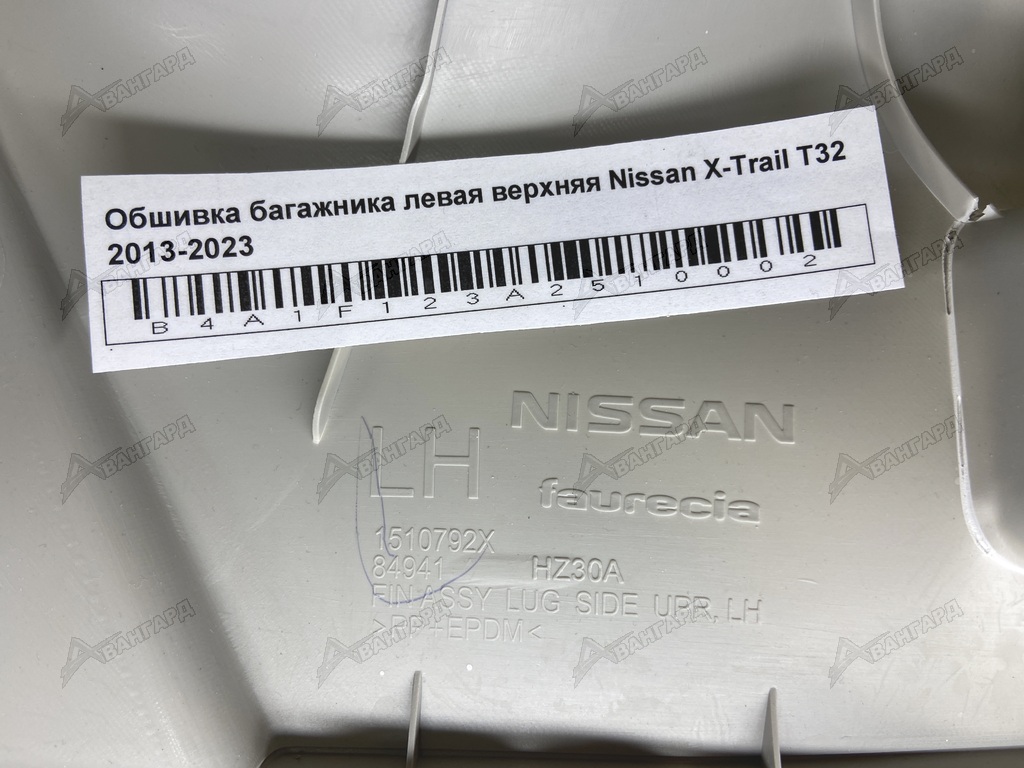 Обшивка багажника левая верхняя Nissan X-Trail T32
2013-2023
B4A1F123A2510002
NISSAN
LH
faurecia
1510792X
84941 HZ30A
FIN ASSY LUG SIDE UPR, LH
>PP+EPDM<
АВАНГАРД